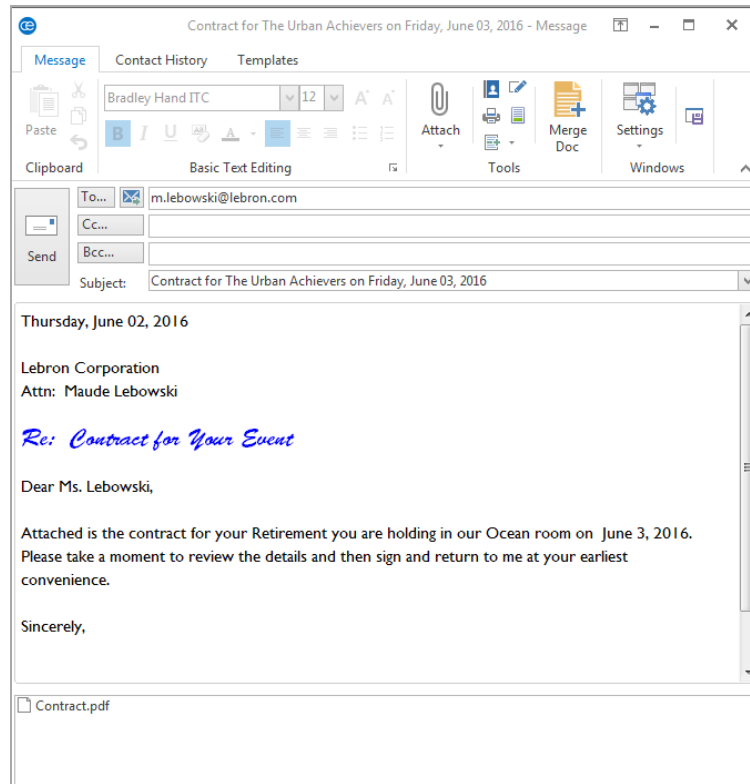 Contract for The Urban Achievers on Friday, June 03, 2016 - Message
Message Contact History Templates
Bradley Hand ITC 12 A A
Paste B I U ab A Attach Merge Doc Settings
Clipboard Basic Text Editing Tools Windows
To... m.lebowski@lebron.com
Cc...
Send Bcc...
Subject: Contract for The Urban Achievers on Friday, June 03, 2016
Thursday, June 02, 2016
Lebron Corporation
Attn: Maude Lebowski
Re: Contract for Your Event
Dear Ms. Lebowski,
Attached is the contract for your Retirement you are holding in our Ocean room on June 3, 2016.
Please take a moment to review the details and then sign and return to me at your earliest
convenience.
Sincerely,
Contract.pdf